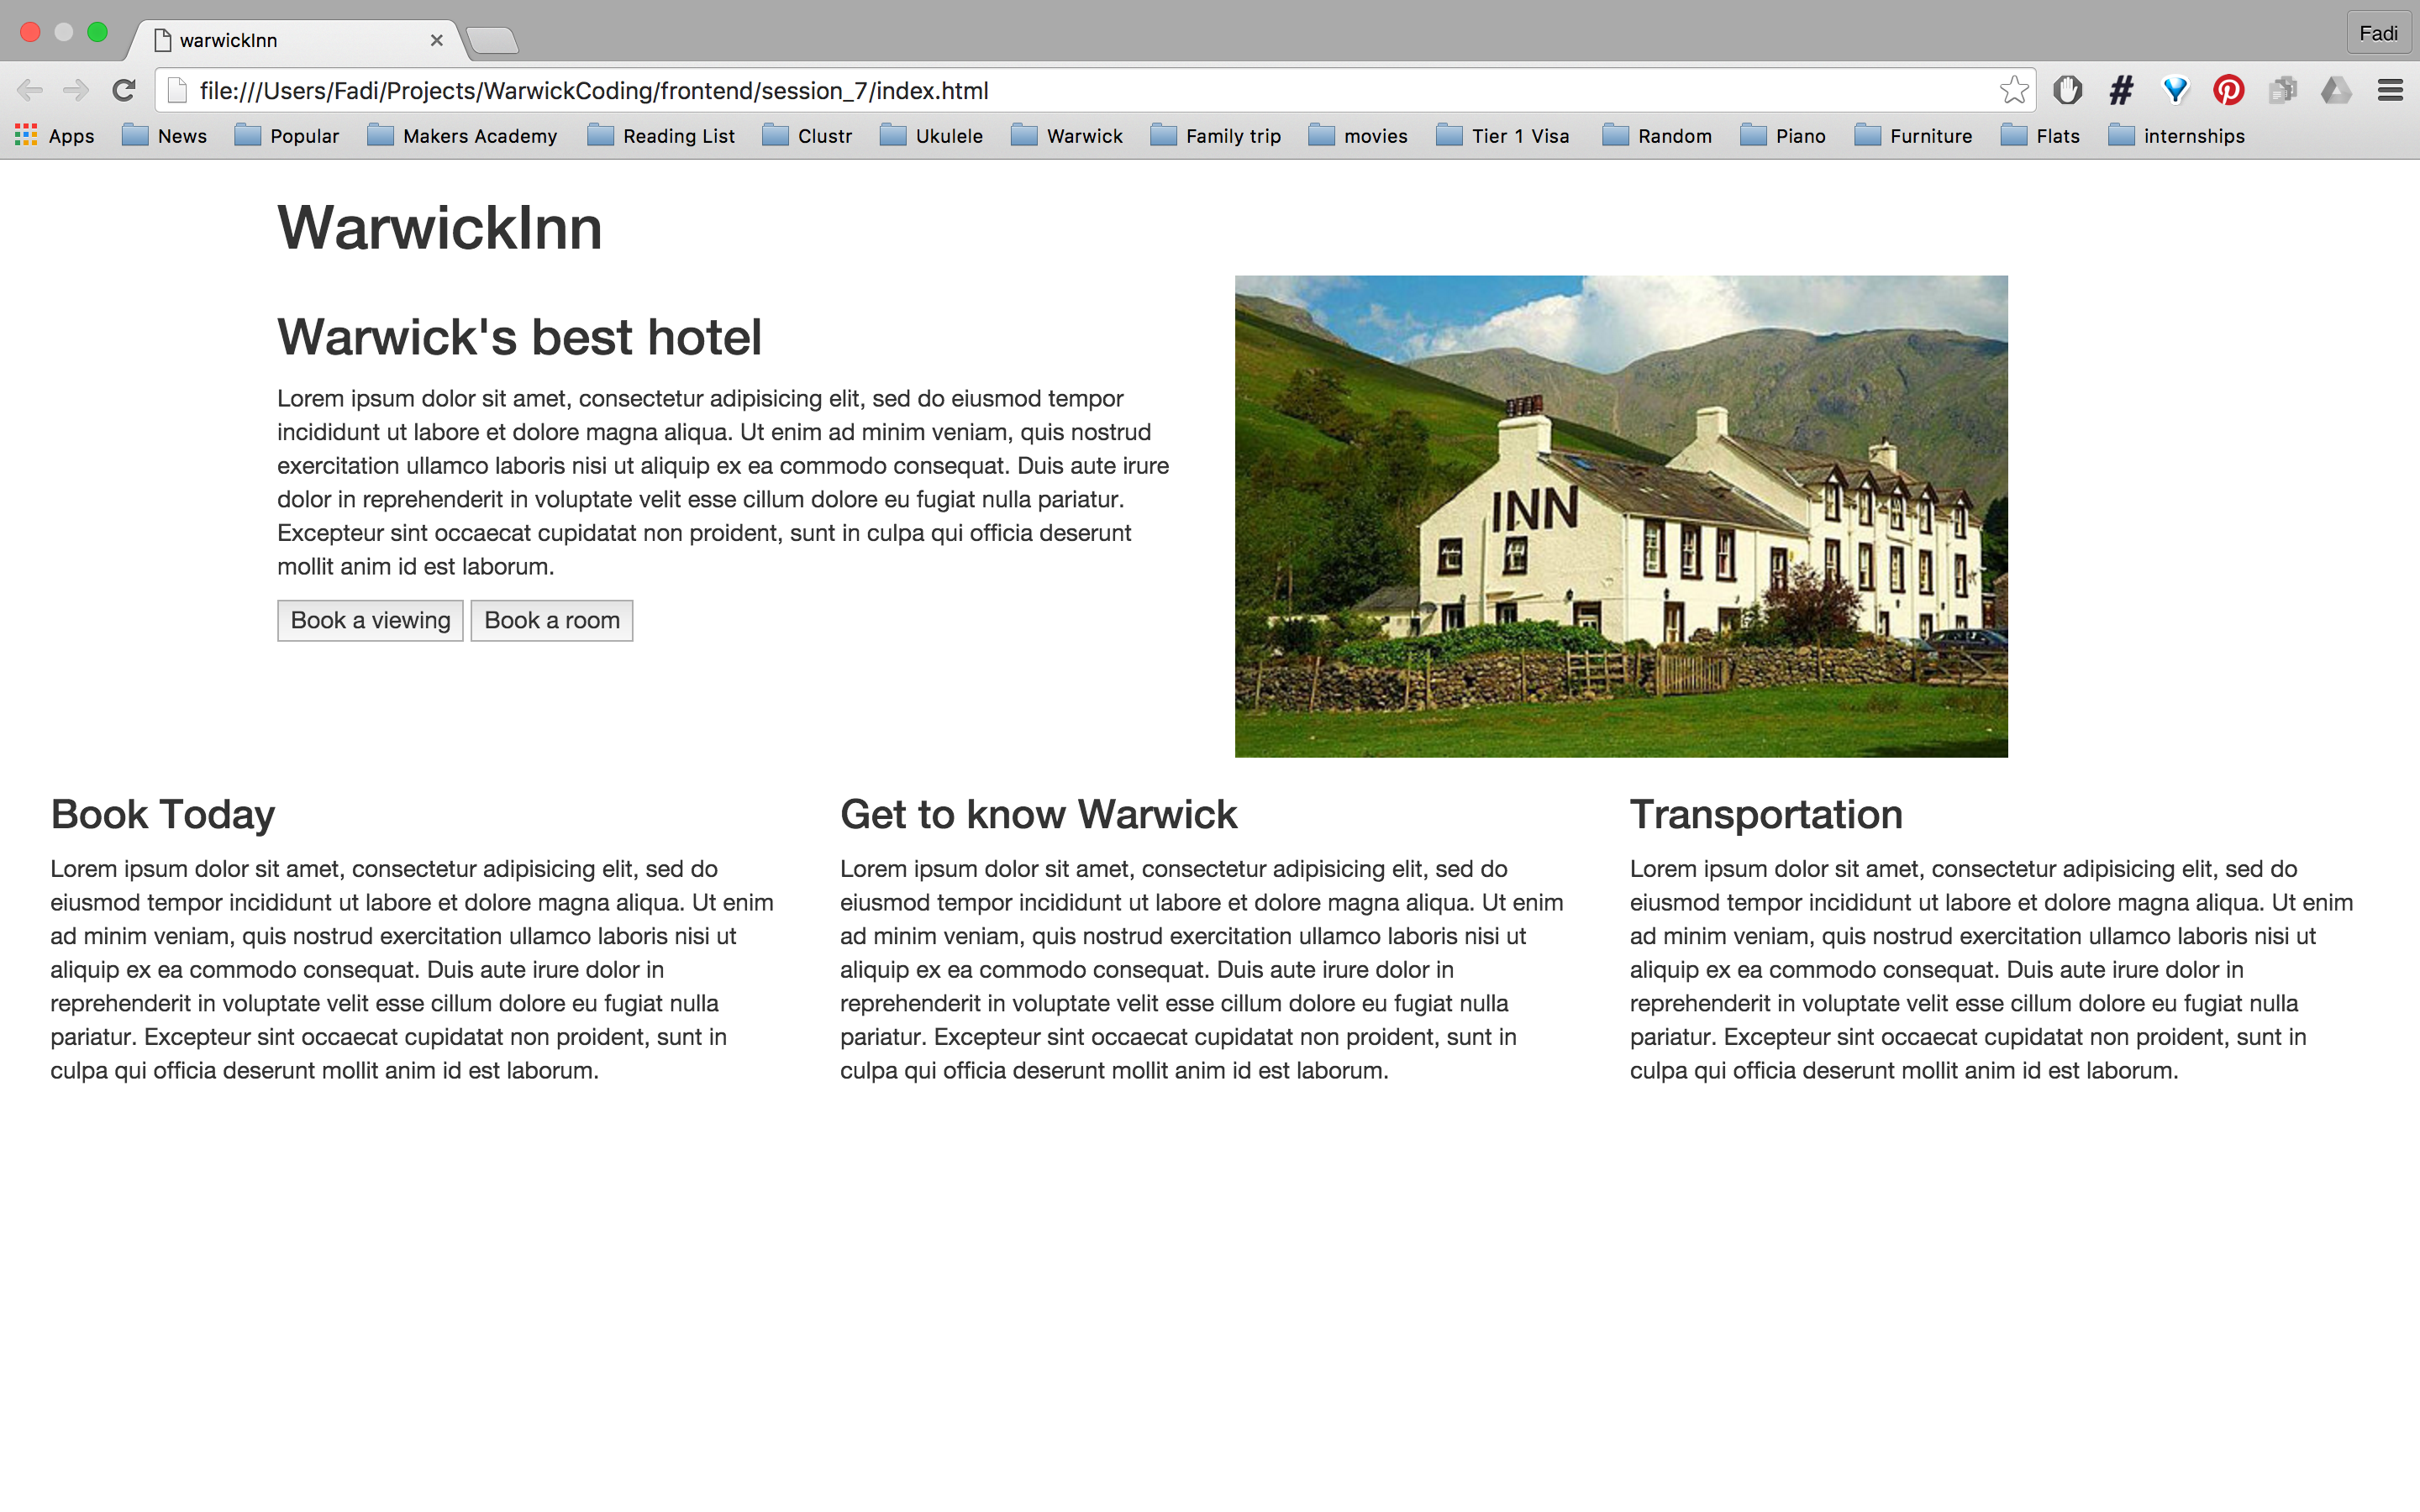 warwickInn
Fadi
file:///Users/Fadi/Projects/WarwickCoding/frontend/session_7/index.html
Apps News Popular Makers Academy Reading List Clustr Ukulele Warwick Family trip movies Tier 1 Visa Random Piano Furniture Flats internships
WarwickInn
Warwick's best hotel
Lorem ipsum dolor sit amet, consectetur adipisicing elit, sed do eiusmod tempor
incididunt ut labore et dolore magna aliqua. Ut enim ad minim veniam, quis nostrud
exercitation ullamco laboris nisi ut aliquip ex ea commodo consequat. Duis aute irure
dolor in reprehenderit in voluptate velit esse cillum dolore eu fugiat nulla pariatur.
Excepteur sint occaecat cupidatat non proident, sunt in culpa qui officia deserunt
mollit anim id est laborum.
Book a viewing Book a room
INN
Book Today
Lorem ipsum dolor sit amet, consectetur adipisicing elit, sed do
eiusmod tempor incididunt ut labore et dolore magna aliqua. Ut enim
ad minim veniam, quis nostrud exercitation ullamco laboris nisi ut
aliquip ex ea commodo consequat. Duis aute irure dolor in
reprehenderit in voluptate velit esse cillum dolore eu fugiat nulla
pariatur. Excepteur sint occaecat cupidatat non proident, sunt in
culpa qui officia deserunt mollit anim id est laborum.
Get to know Warwick
Lorem ipsum dolor sit amet, consectetur adipisicing elit, sed do
eiusmod tempor incididunt ut labore et dolore magna aliqua. Ut enim
ad minim veniam, quis nostrud exercitation ullamco laboris nisi ut
aliquip ex ea commodo consequat. Duis aute irure dolor in
reprehenderit in voluptate velit esse cillum dolore eu fugiat nulla
pariatur. Excepteur sint occaecat cupidatat non proident, sunt in
culpa qui officia deserunt mollit anim id est laborum.
Transportation
Lorem ipsum dolor sit amet, consectetur adipisicing elit, sed do
eiusmod tempor incididunt ut labore et dolore magna aliqua. Ut enim
ad minim veniam, quis nostrud exercitation ullamco laboris nisi ut
aliquip ex ea commodo consequat. Duis aute irure dolor in
reprehenderit in voluptate velit esse cillum dolore eu fugiat nulla
pariatur. Excepteur sint occaecat cupidatat non proident, sunt in
culpa qui officia deserunt mollit anim id est laborum.